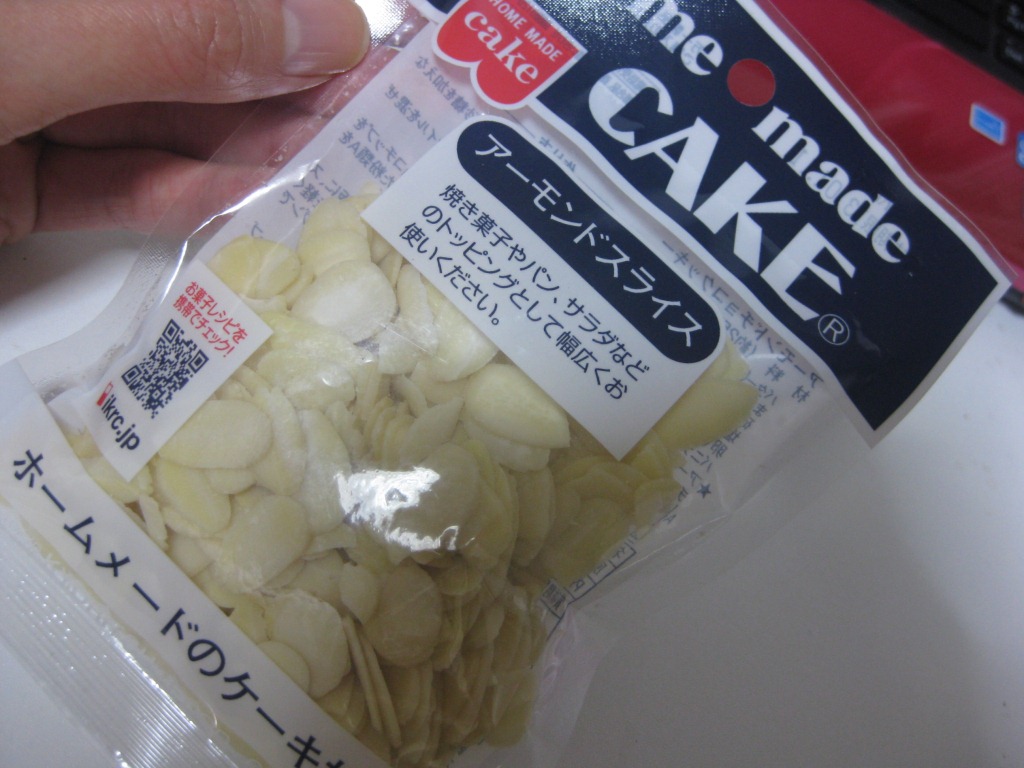 HOME MADE
cake
me made
CAKE®
アーモンドスライス
焼き菓子やパン、サラダなど
のトッピングとして幅広くお
使いください。
お菓子レシピを
携帯でチェック!
ikrc.jp
ホームメードのケーキ